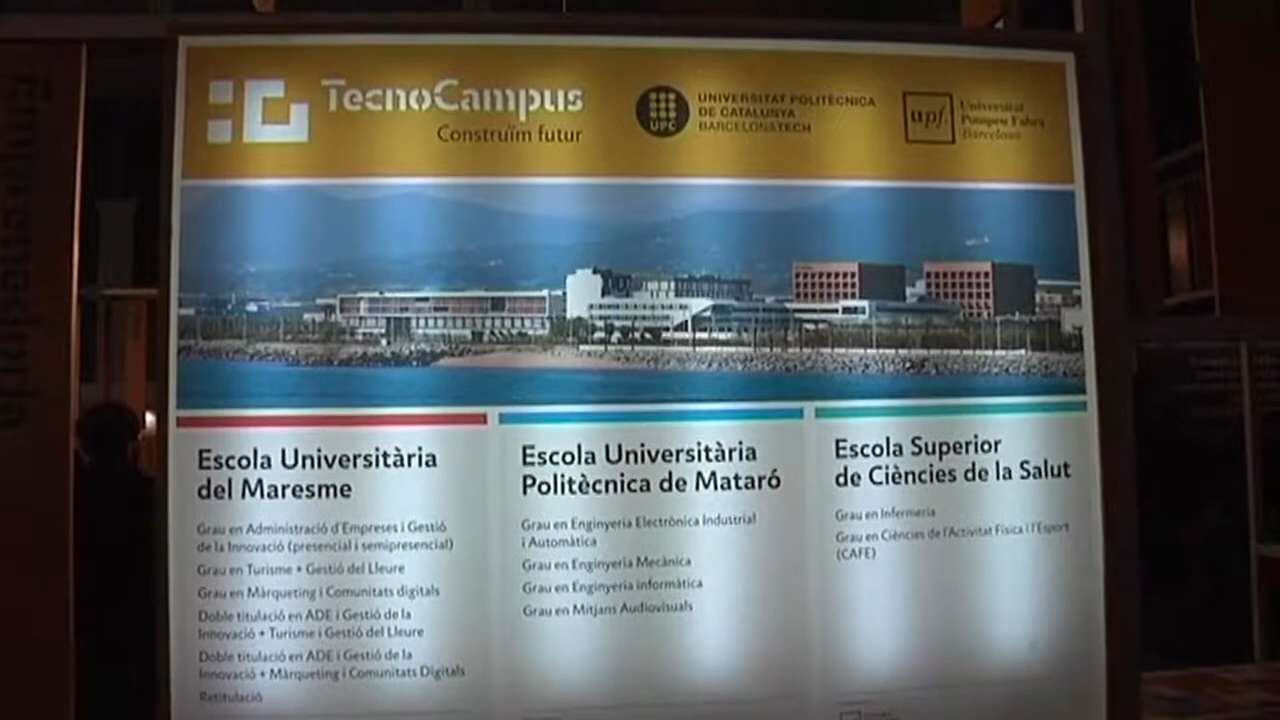 TecnoCampus
Construïm futur
UPC
UNIVERSITAT POLITÈCNICA
DE CATALUNYA
BARCELONATECH
upf.
Universitat
Pompeu Fabra
Barcelona
Escola Universitària
del Maresme
Grau en Administració d'Empreses i Gestió
de la Innovació (presencial i semipresencial)
Grau en Turisme + Gestió del Lleure
Grau en Màrqueting i Comunitats digitals
Doble titulació en ADE i Gestió de la
Innovació + Turisme i Gestió del Lleure
Doble titulació en ADE i Gestió de la
Innovació + Màrqueting i Comunitats Digitals
Retitulació
Escola Universitària
Politècnica de Mataró
Grau en Enginyeria Electrònica Industrial
i Automàtica
Grau en Enginyeria Mecànica
Grau en Enginyeria informàtica
Grau en Mitjans Audiovisuals
Escola Superior
de Ciències de la Salut
Grau en Infermeria
Grau en Ciències de l'Activitat Física i l'Esport
(CAFE)